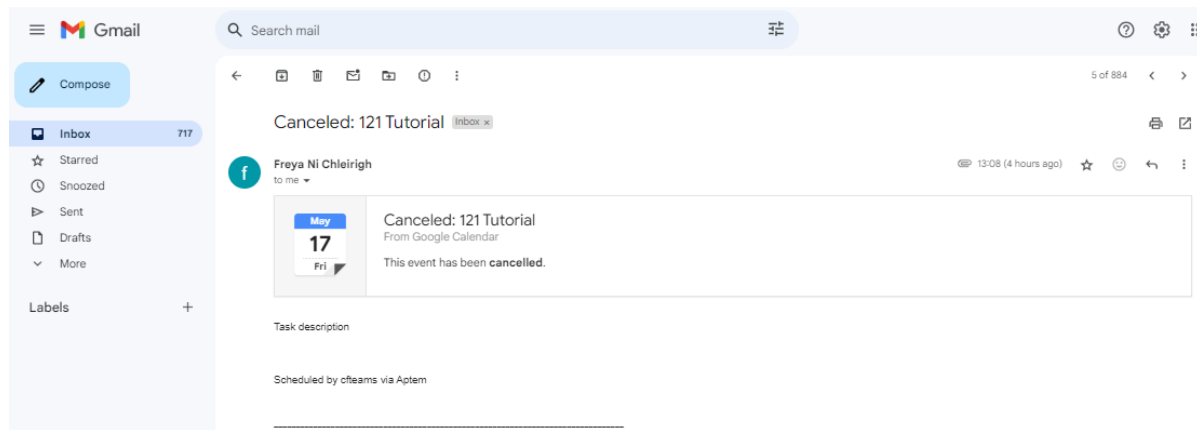 Gmail
Search mail
Compose
5 of 884
Inbox 717
Starred
Snoozed
Sent
Drafts
More
Labels
Canceled: 121 Tutorial Inbox x
f
Freya Ni Chleirigh
13:08 (4 hours ago)
to me
May
17
Fri
Canceled: 121 Tutorial
From Google Calendar
This event has been cancelled.
Task description
Scheduled by cfteams via Aptem